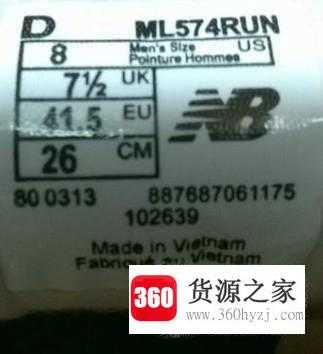 D ML574RUN
8 Men's Size US
Pointure Hommes
7½ UK
41.5 EU
26 CM
NB
80 0313 887687061175
102639
Made in Vietnam
Fabriqué Vietnam
360 货源之家
www.360hyzj.com